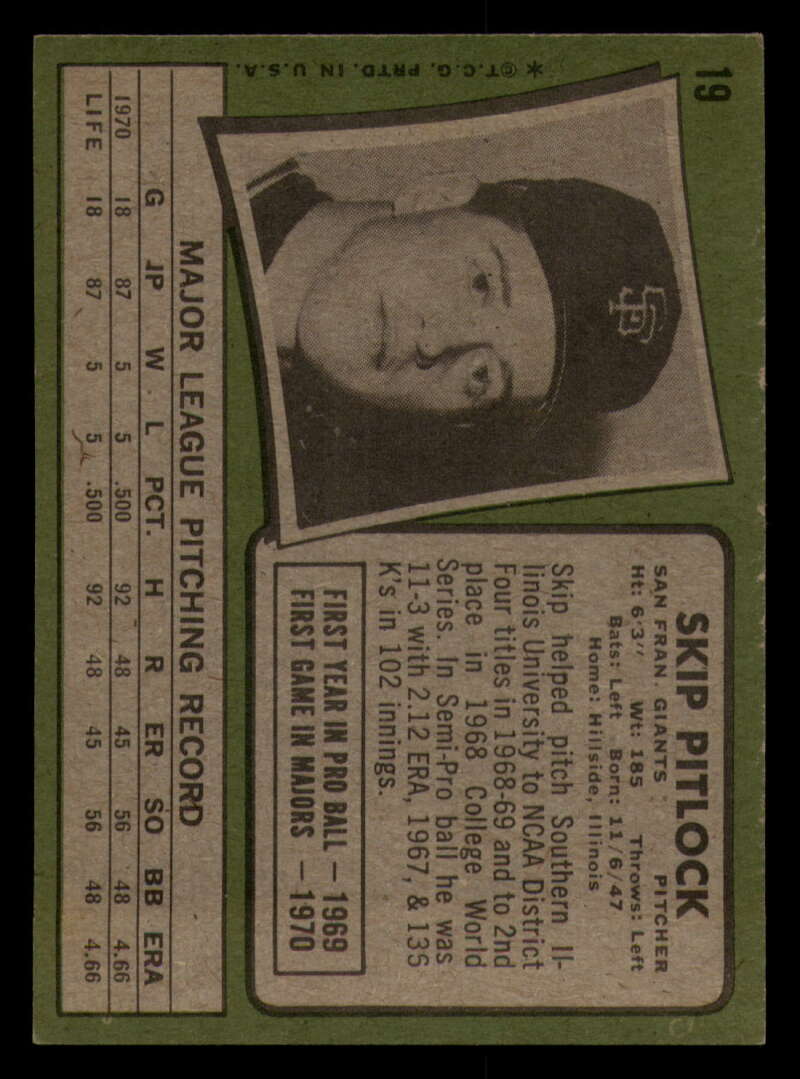 19
SKIP PITLOCK
SAN FRAN. GIANTS PITCHER
Ht: 6'3" Wt: 185 Throws: Left
Bats: Left Born: 11/6/47
Home: Hillside, Illinois
Skip helped pitch Southern Il-
linois University to NCAA District
Four titles in 1968-69 and to 2nd
place in 1968 College World
Series. In Semi-Pro ball he was
11-3 with 2.12 ERA, 1967, & 135
K's in 102 innings.
FIRST YEAR IN PRO BALL — 1969
FIRST GAME IN MAJORS — 1970
SF
MAJOR LEAGUE PITCHING RECORD
G IP W L PCT. H R ER SO BB ERA
1970 18 87 5 5 .500 92 48 45 56 48 4.66
LIFE 18 87 5 5 .500 92 48 45 56 48 4.66
* © T.C.G. PRTD. IN U.S.A.